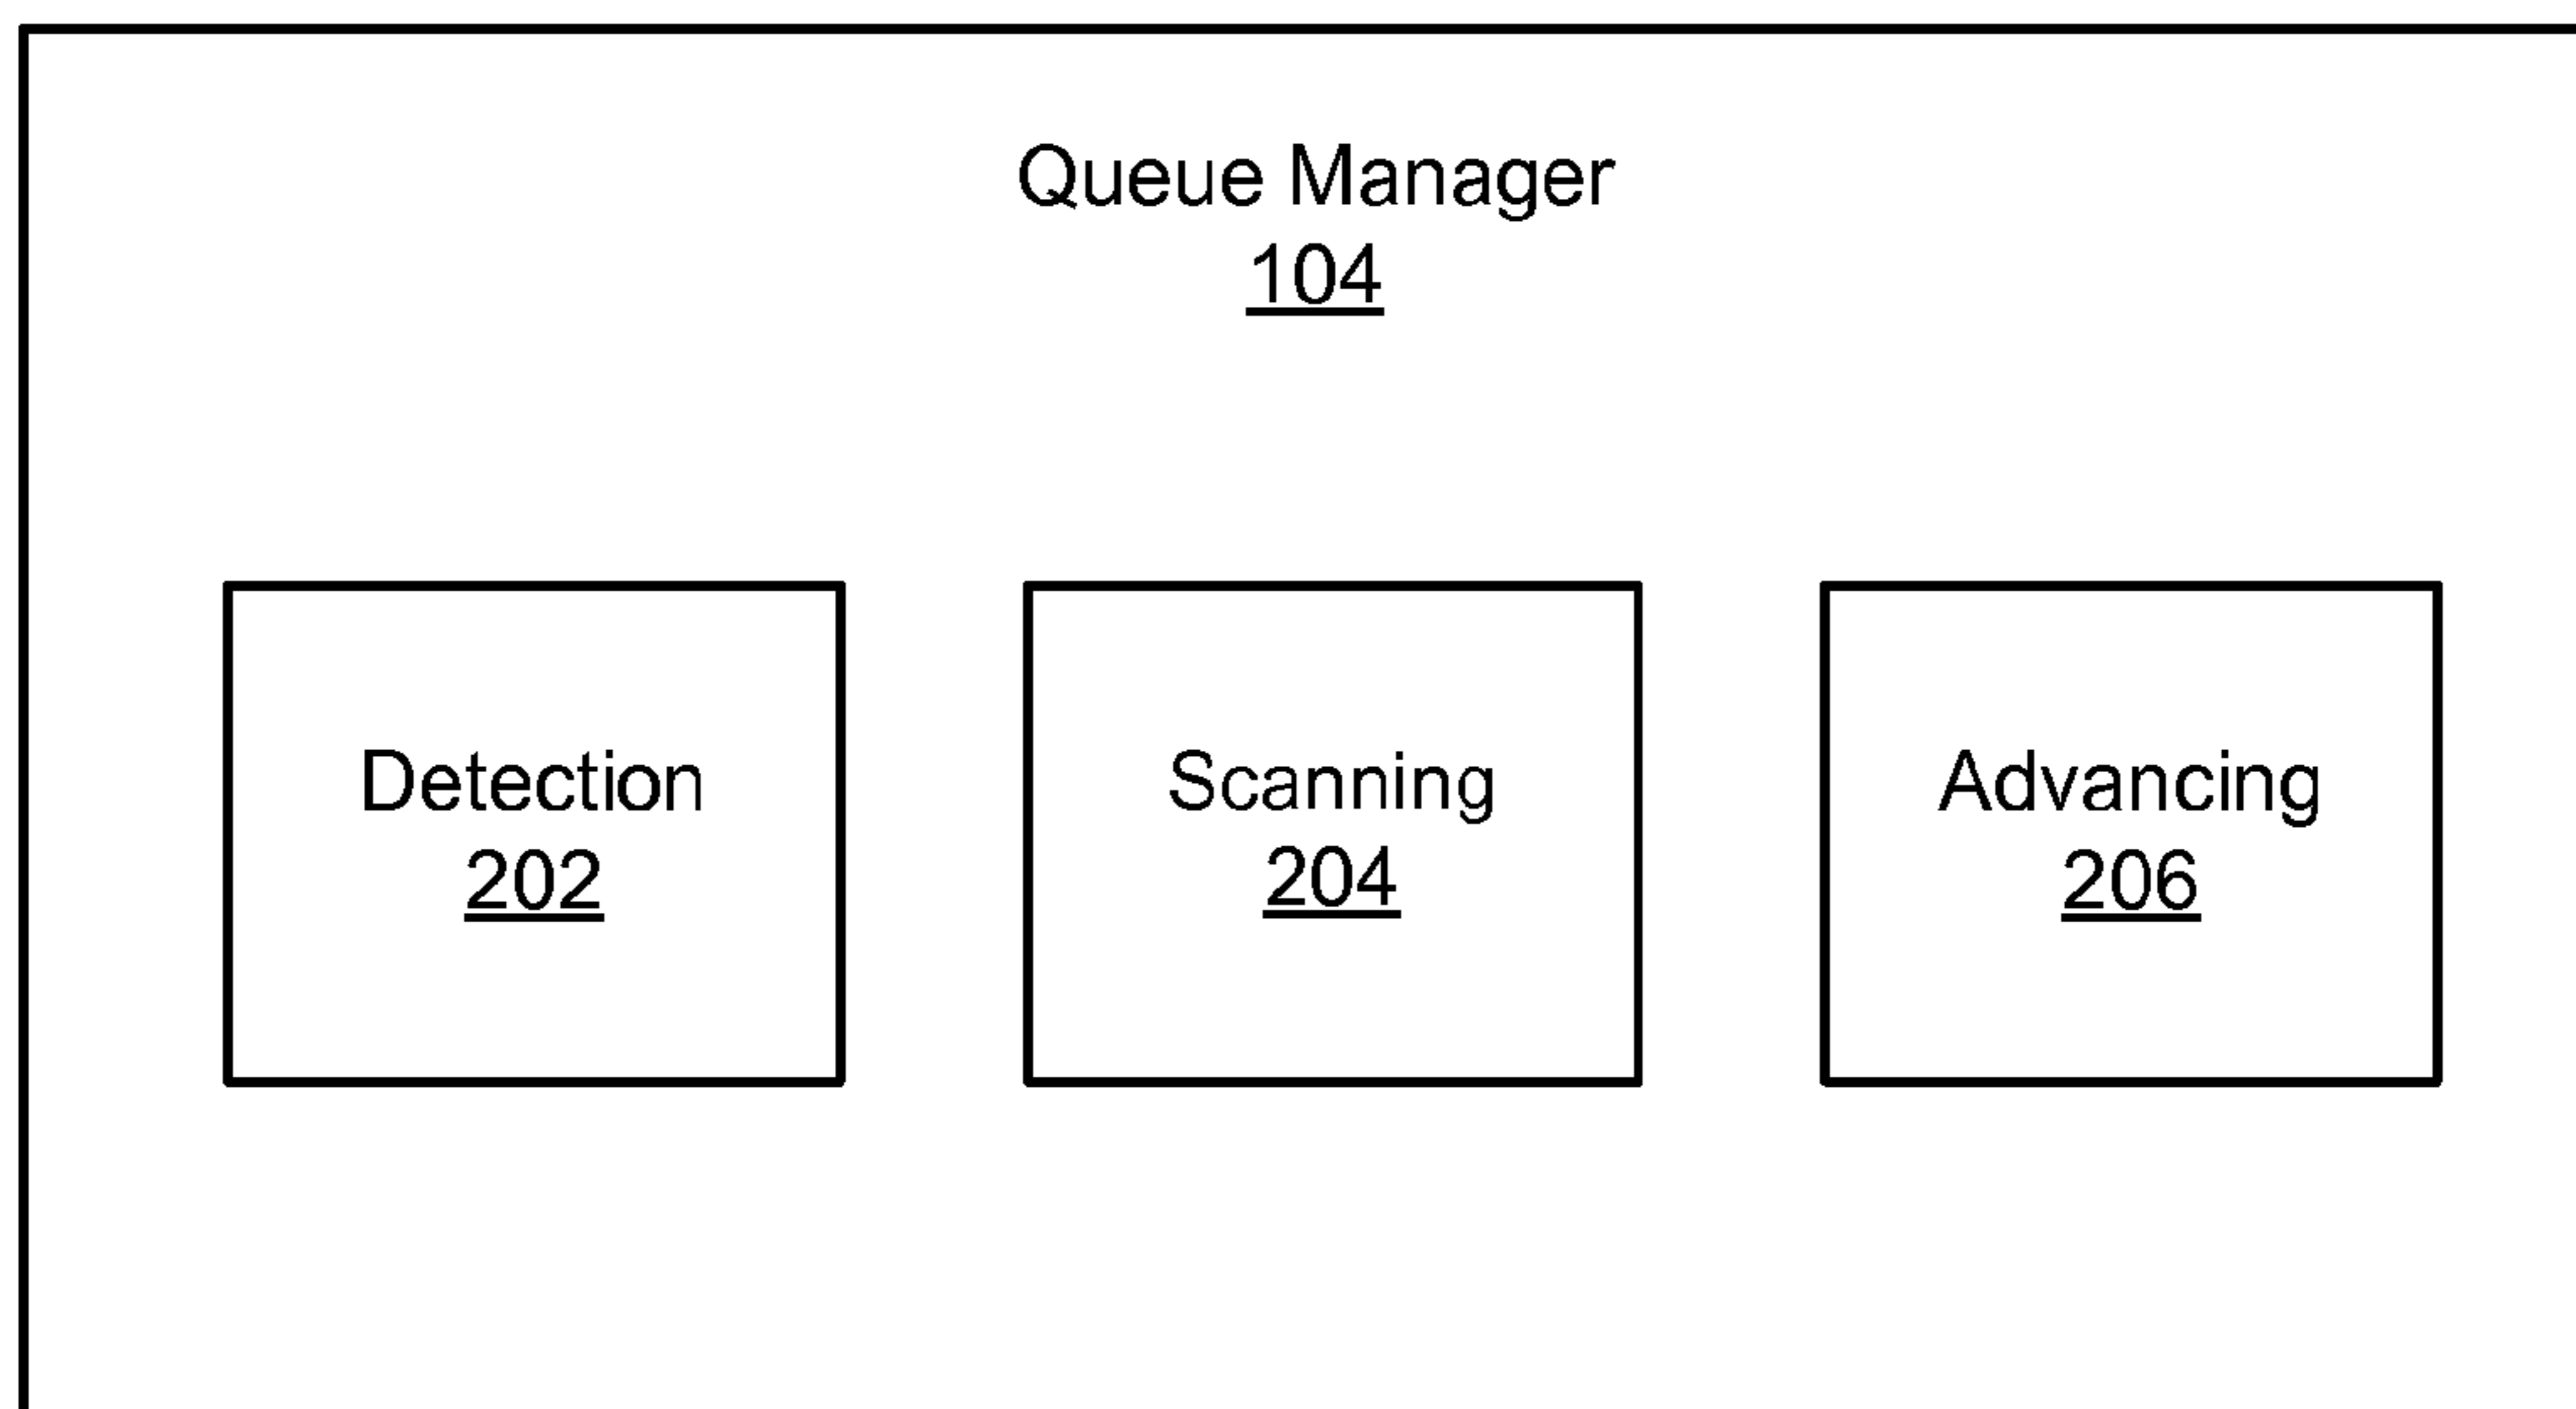 Queue Manager
104
Detection
202
Scanning
204
Advancing
206